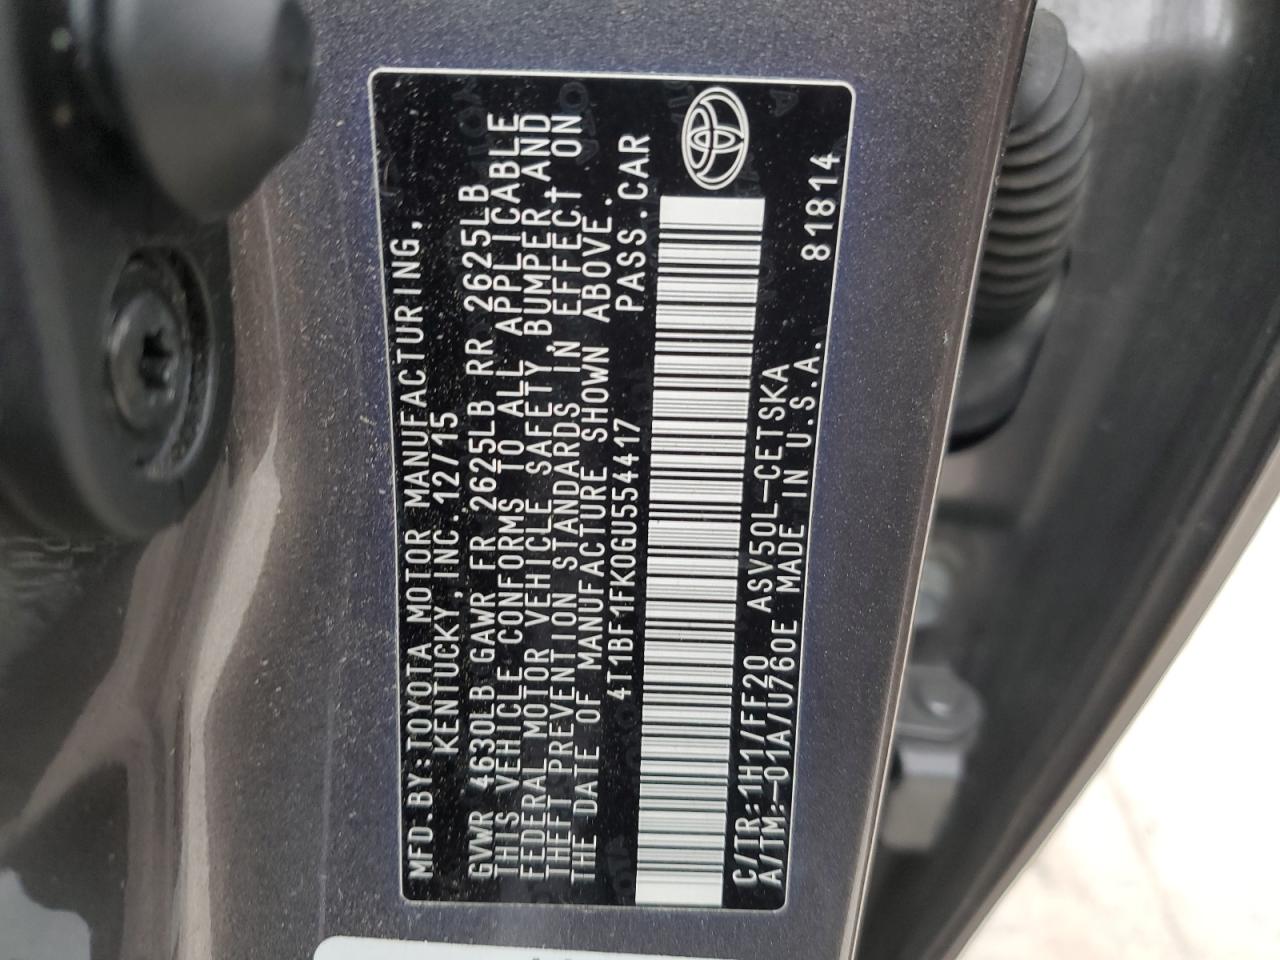 MFD.BY:TOYOTA MOTOR MANUFACTURING,
KENTUCKY,INC.12/15
GVWR 4630LB GAWR FR 2625LB RR 2625LB
THIS VEHICLE CONFORMS TO ALL APPLICABLE
FEDERAL MOTOR VEHICLE SAFETY,BUMPER,AND
THEFT PREVENTION STANDARDS IN EFFECT ON
THE DATE OF MANUFACTURE SHOWN ABOVE.
4T1BF1FK0GU554417 PASS.CAR
C/TR:1H1/FF20 ASV50L-CETSKA
A/TM:-01A/U760E MADE IN U.S.A.
81814